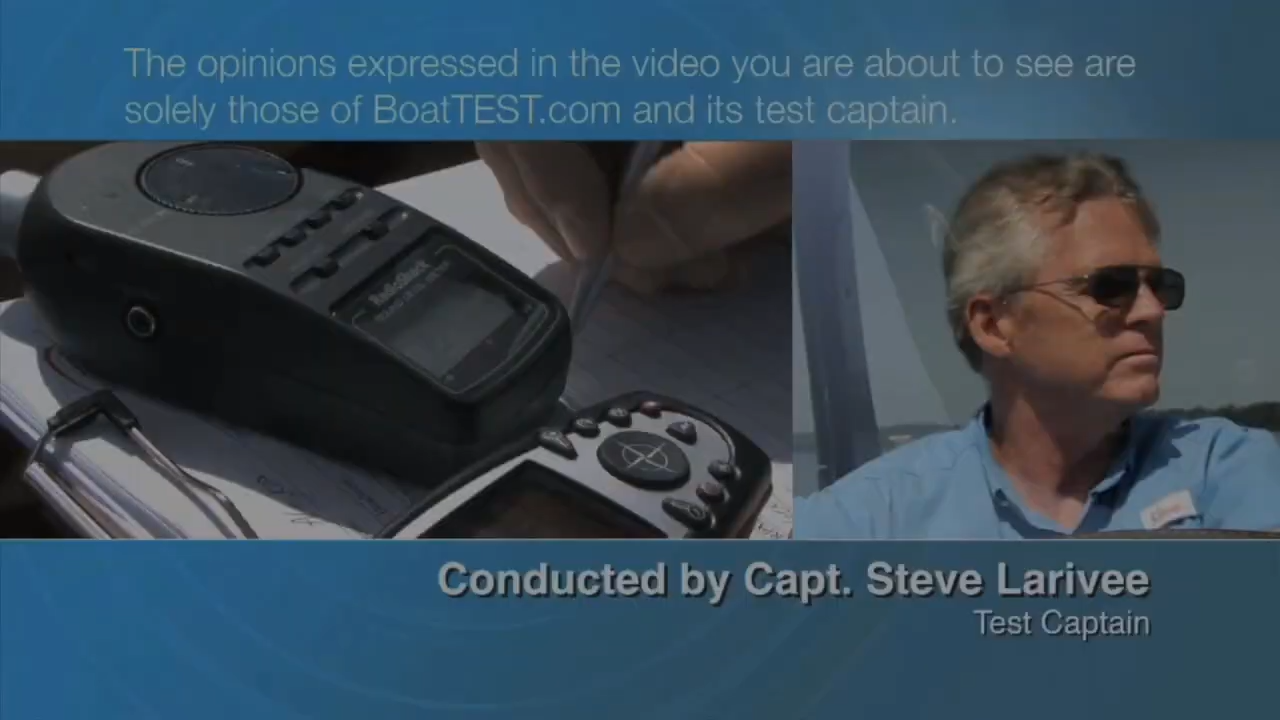 The opinions expressed in the video you are about to see are
solely those of BoatTEST.com and its test captain.
RadioShack
Conducted by Capt. Steve Larivee
Test Captain